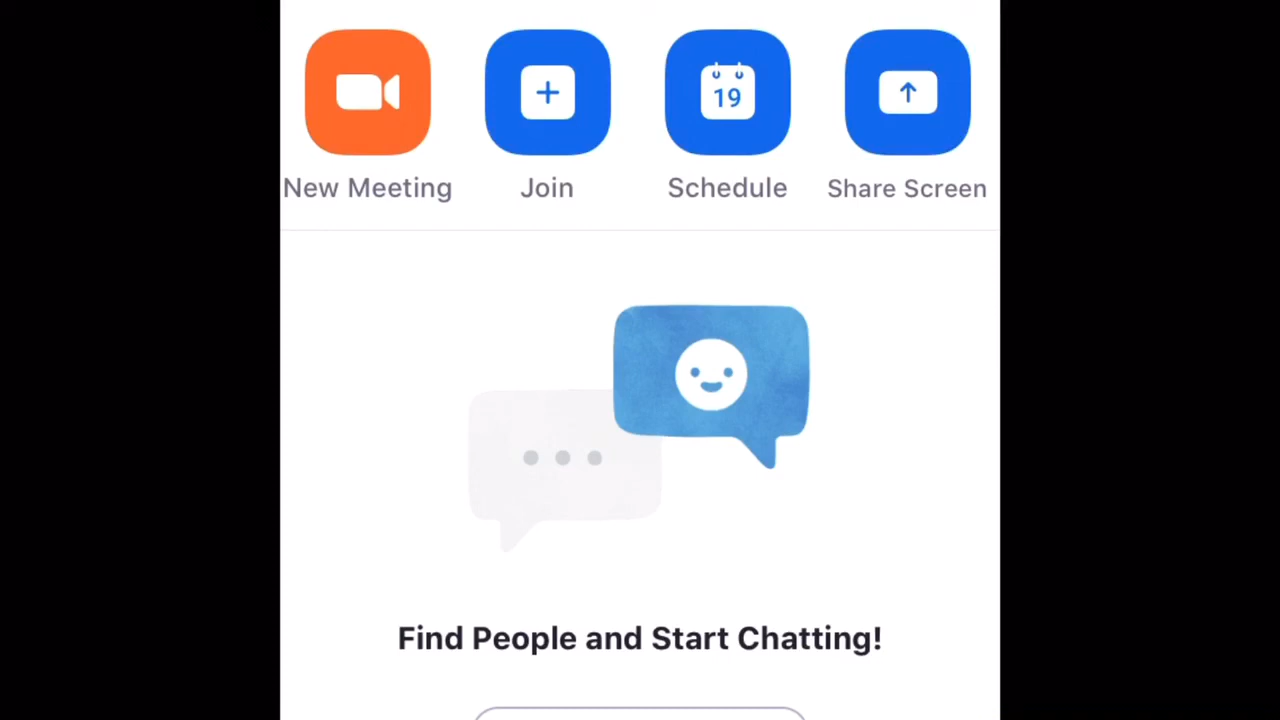 19
New Meeting
Join
Schedule
Share Screen
Find People and Start Chatting!